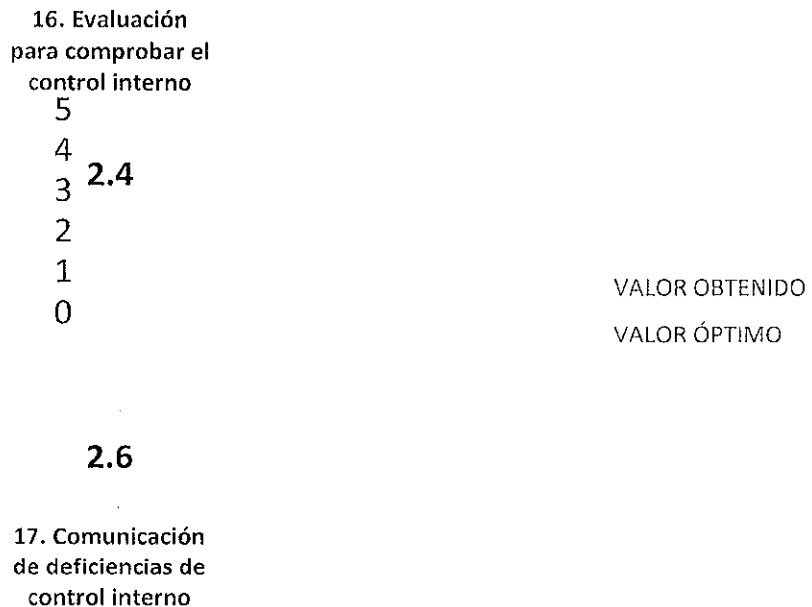 16. Evaluación
para comprobar el
control interno
5
4
2.4
3
2
1
0
VALOR OBTENIDO
VALOR ÓPTIMO
2.6
17. Comunicación
de deficiencias de
control interno